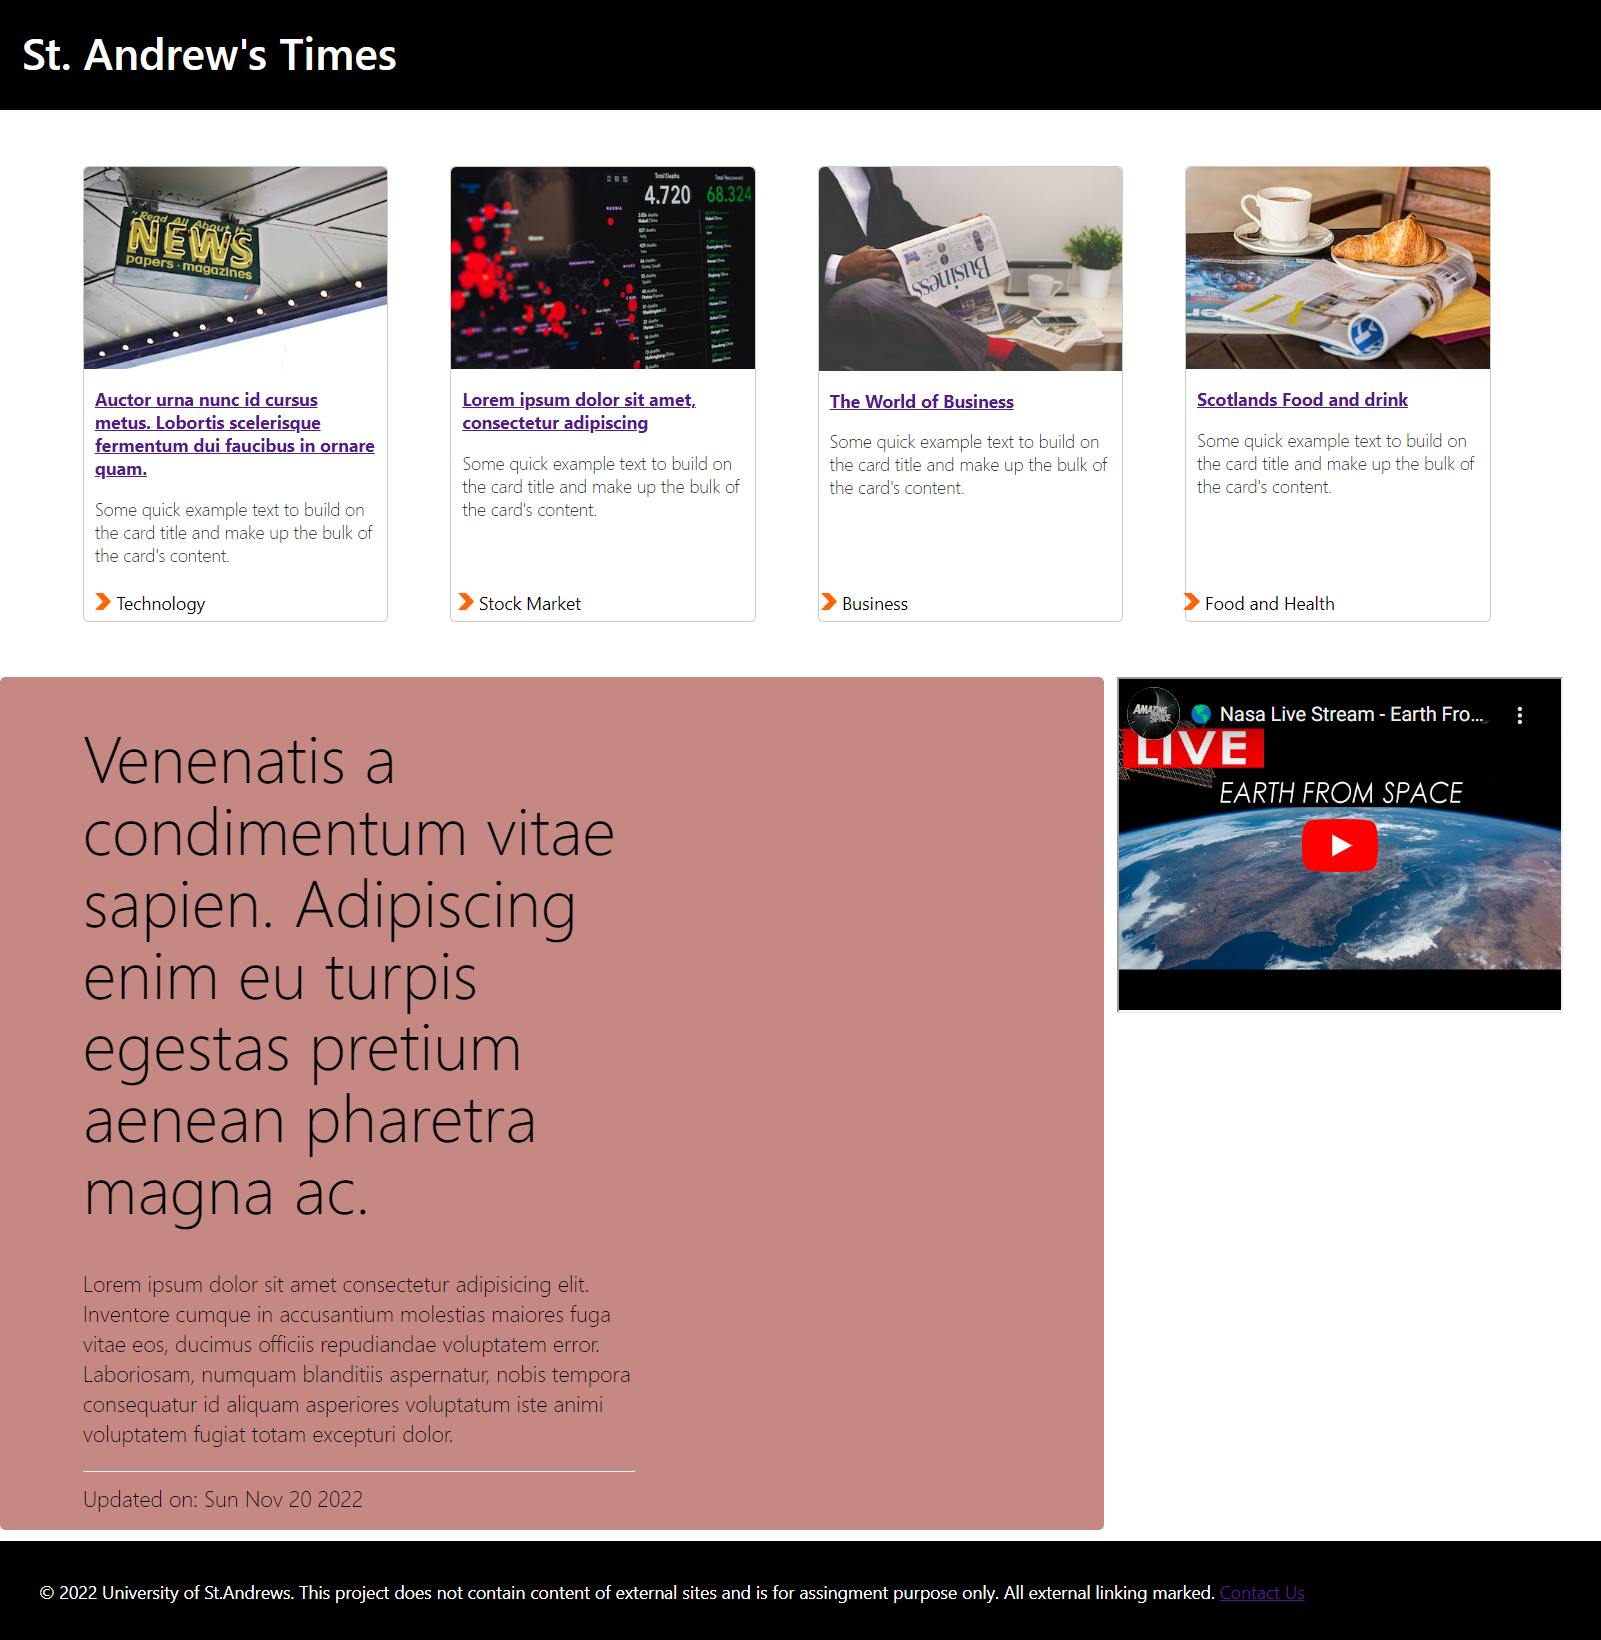 St. Andrew's Times
"Read All About It"
NEWS
papers · magazines
Total Deaths
Total Recovered
4.720
68.324
RUSSIA
Business
Auctor urna nunc id cursus
metus. Lobortis scelerisque
fermentum dui faucibus in ornare
quam.
Some quick example text to build on
the card title and make up the bulk of
the card's content.
Technology
Lorem ipsum dolor sit amet,
consectetur adipiscing
Some quick example text to build on
the card title and make up the bulk of
the card's content.
Stock Market
The World of Business
Some quick example text to build on
the card title and make up the bulk of
the card's content.
Business
Scotlands Food and drink
Some quick example text to build on
the card title and make up the bulk of
the card's content.
Food and Health
Venenatis a
condimentum vitae
sapien. Adipiscing
enim eu turpis
egestas pretium
aenean pharetra
magna ac.
Lorem ipsum dolor sit amet consectetur adipisicing elit.
Inventore cumque in accusantium molestias maiores fuga
vitae eos, ducimus officiis repudiandae voluptatem error.
Laboriosam, numquam blanditiis aspernatur, nobis tempora
consequatur id aliquam asperiores voluptatum iste animi
voluptatem fugiat totam excepturi dolor.
Updated on: Sun Nov 20 2022
AMAZING
SPACE
Nasa Live Stream - Earth Fro...
LIVE
EARTH FROM SPACE
© 2022 University of St.Andrews. This project does not contain content of external sites and is for assingment purpose only. All external linking marked. Contact Us